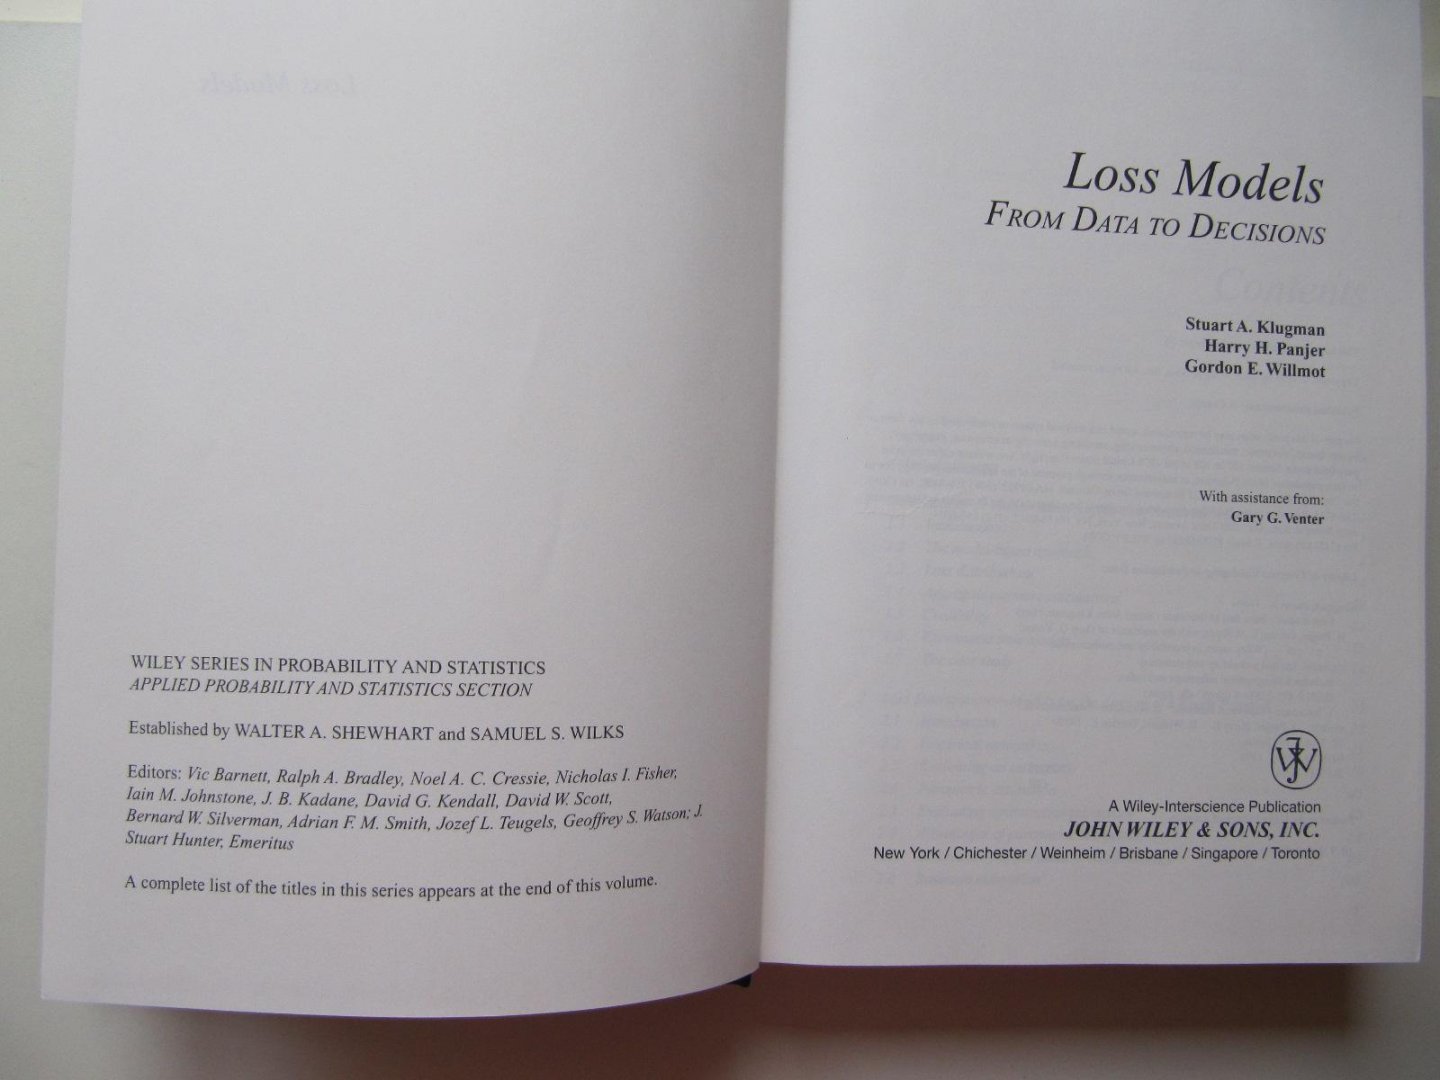 Loss Models
WILEY SERIES IN PROBABILITY AND STATISTICS
APPLIED PROBABILITY AND STATISTICS SECTION
Established by WALTER A. SHEWHART and SAMUEL S. WILKS
Editors: Vic Barnett, Ralph A. Bradley, Noel A. C. Cressie, Nicholas I. Fisher,
Iain M. Johnstone, J. B. Kadane, David G. Kendall, David W. Scott,
Bernard W. Silverman, Adrian F. M. Smith, Jozef L. Teugels, Geoffrey S. Watson; J.
Stuart Hunter, Emeritus
A complete list of the titles in this series appears at the end of this volume.
Loss Models
FROM DATA TO DECISIONS
Contents
Stuart A. Klugman
Harry H. Panjer
Gordon E. Willmot
With assistance from:
Gary G. Venter
A Wiley-Interscience Publication
JOHN WILEY & SONS, INC.
New York / Chichester / Weinheim / Brisbane / Singapore / Toronto